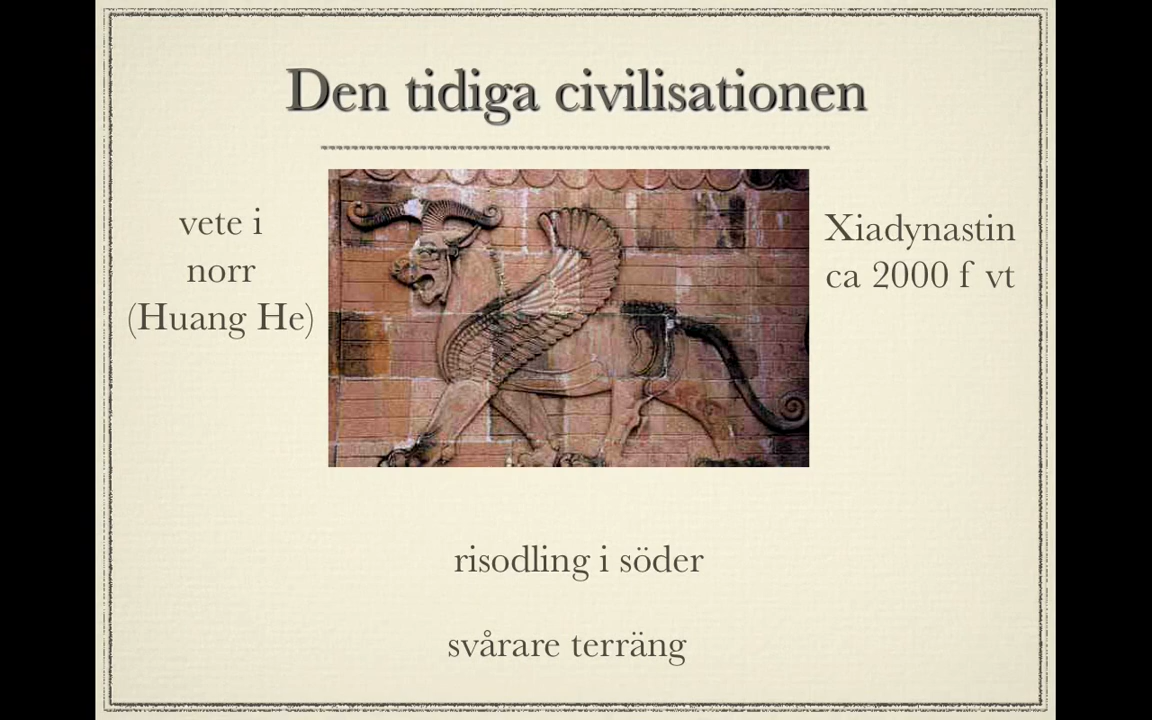 Den tidiga civilisationen
vete i
norr
(Huang He)
Xiadynastin
ca 2000 f vt
risodling i söder
svårare terräng